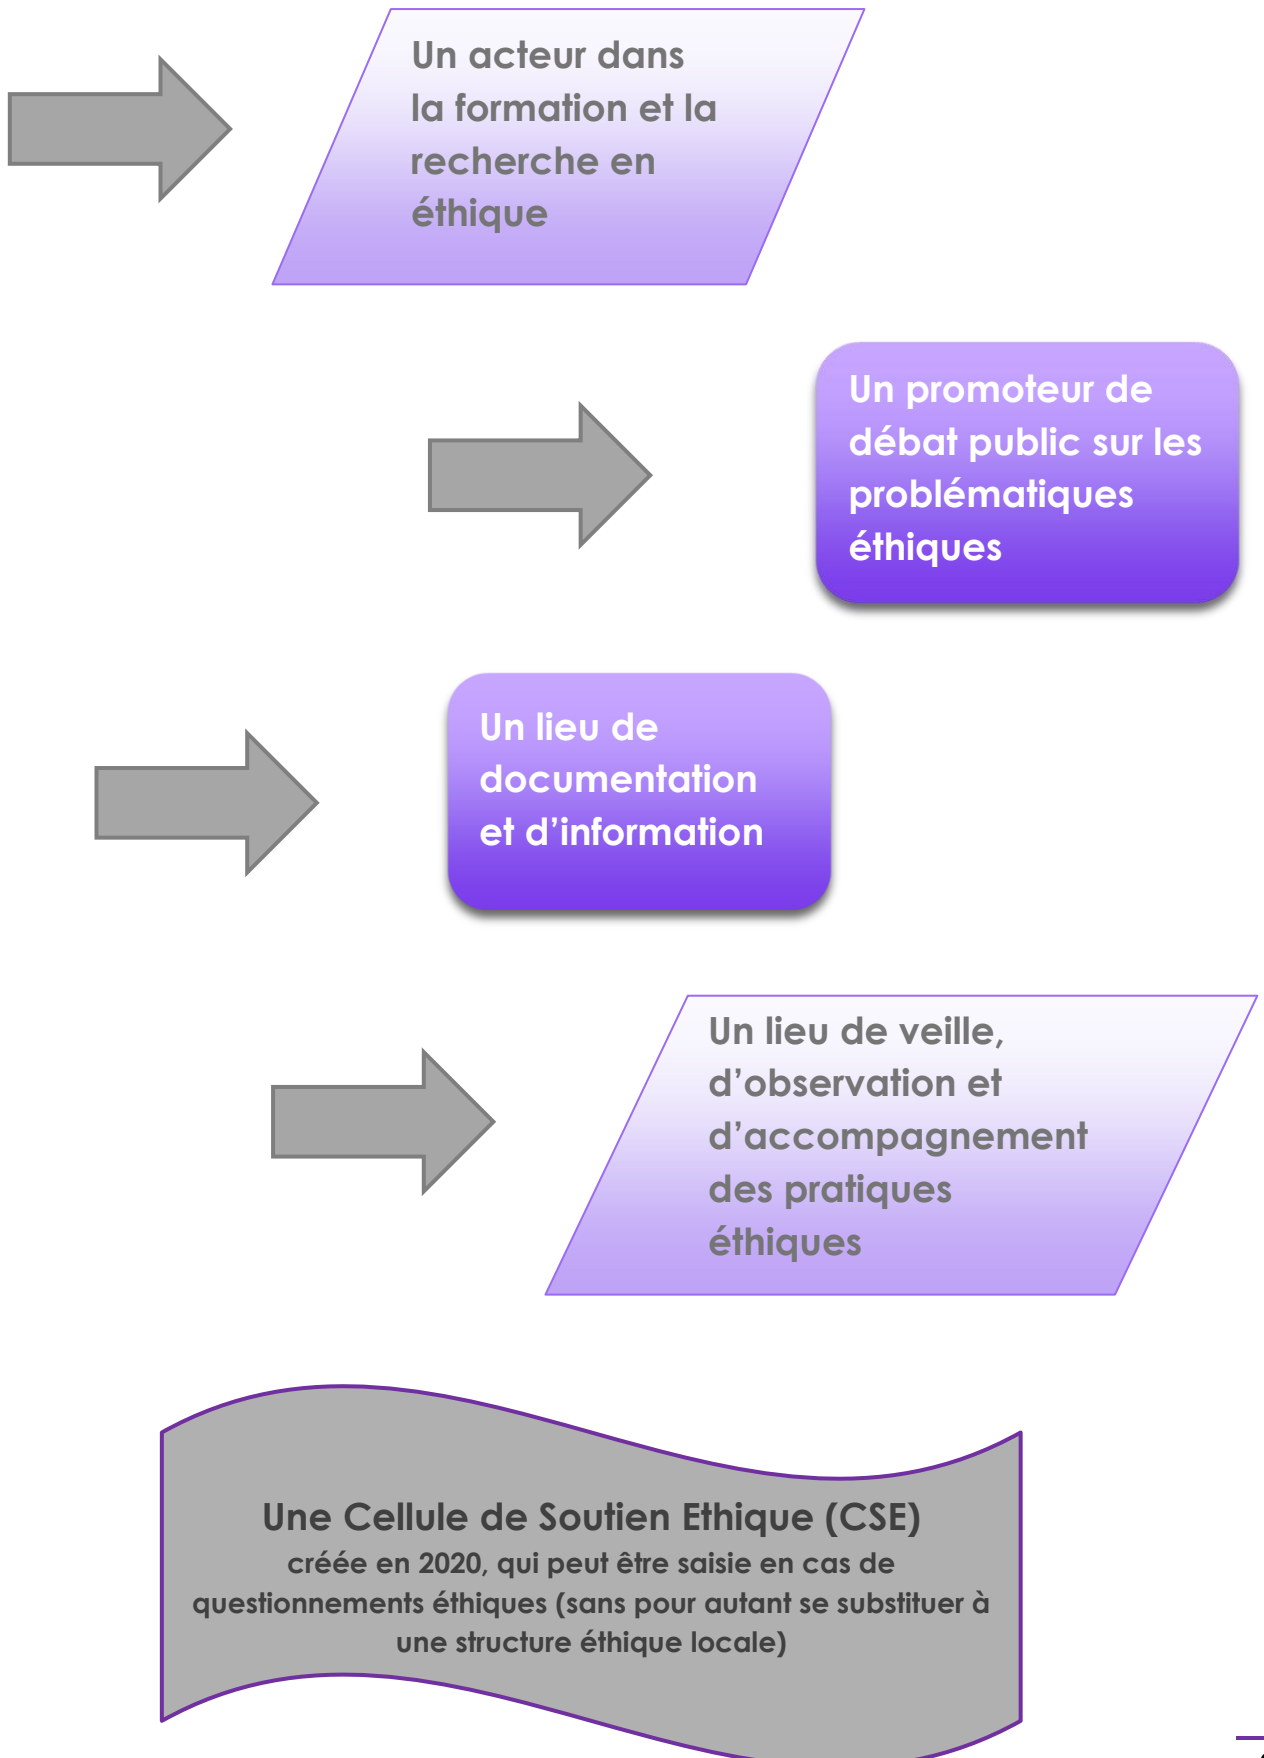 Un acteur dans
la formation et la
recherche en
éthique
Un promoteur de
débat public sur les
problématiques
éthiques
Un lieu de
documentation
et d’information
Un lieu de veille,
d’observation et
d’accompagnement
des pratiques
éthiques
Une Cellule de Soutien Ethique (CSE)
créée en 2020, qui peut être saisie en cas de
questionnements éthiques (sans pour autant se substituer à
une structure éthique locale)